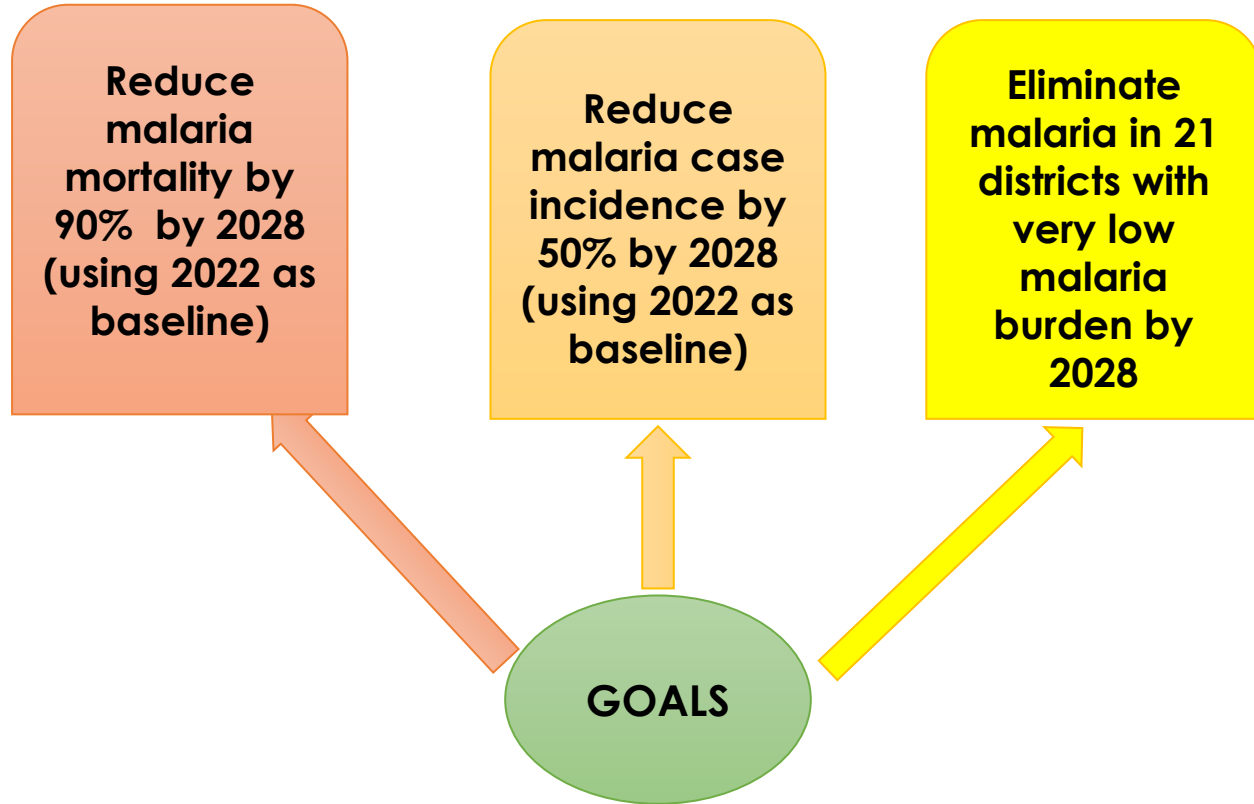 Reduce
malaria
mortality by
90% by 2028
(using 2022 as
baseline)
Reduce
malaria case
incidence by
50% by 2028
(using 2022 as
baseline)
Eliminate
malaria in 21
districts with
very low
malaria
burden by
2028
GOALS